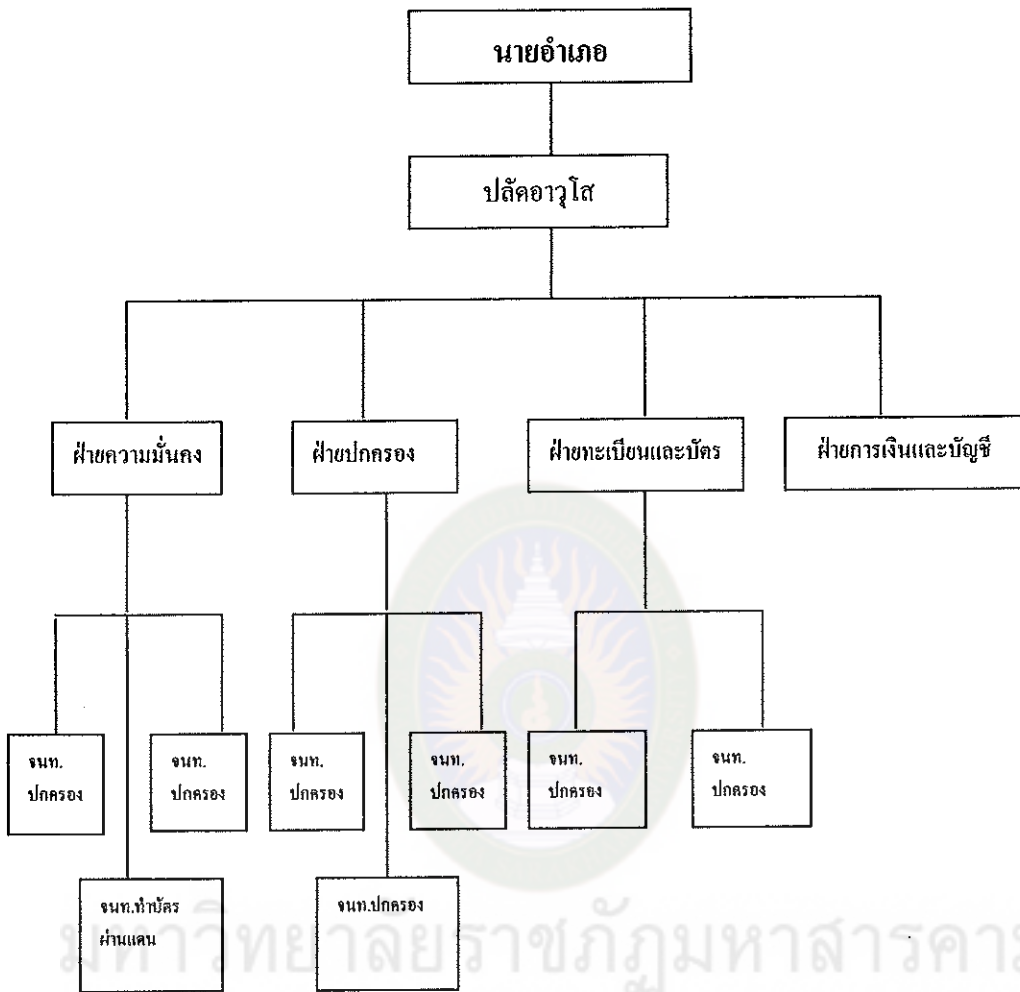 นายอำเภอ
ปลัดอาวุโส
ฝ่ายความมั่นคง
ฝ่ายปกครอง
ฝ่ายทะเบียนและบัตร
ฝ่ายการเงินและบัญชี
จนท.
ปกครอง
จนท.
ปกครอง
จนท.
ปกครอง
จนท.
ปกครอง
จนท.
ปกครอง
จนท.
ปกครอง
จนท.ทำบัตร
ผ่านแดน
จนท.ปกครอง
มหาวิทยาลัยราชภัฏมหาสารคาม